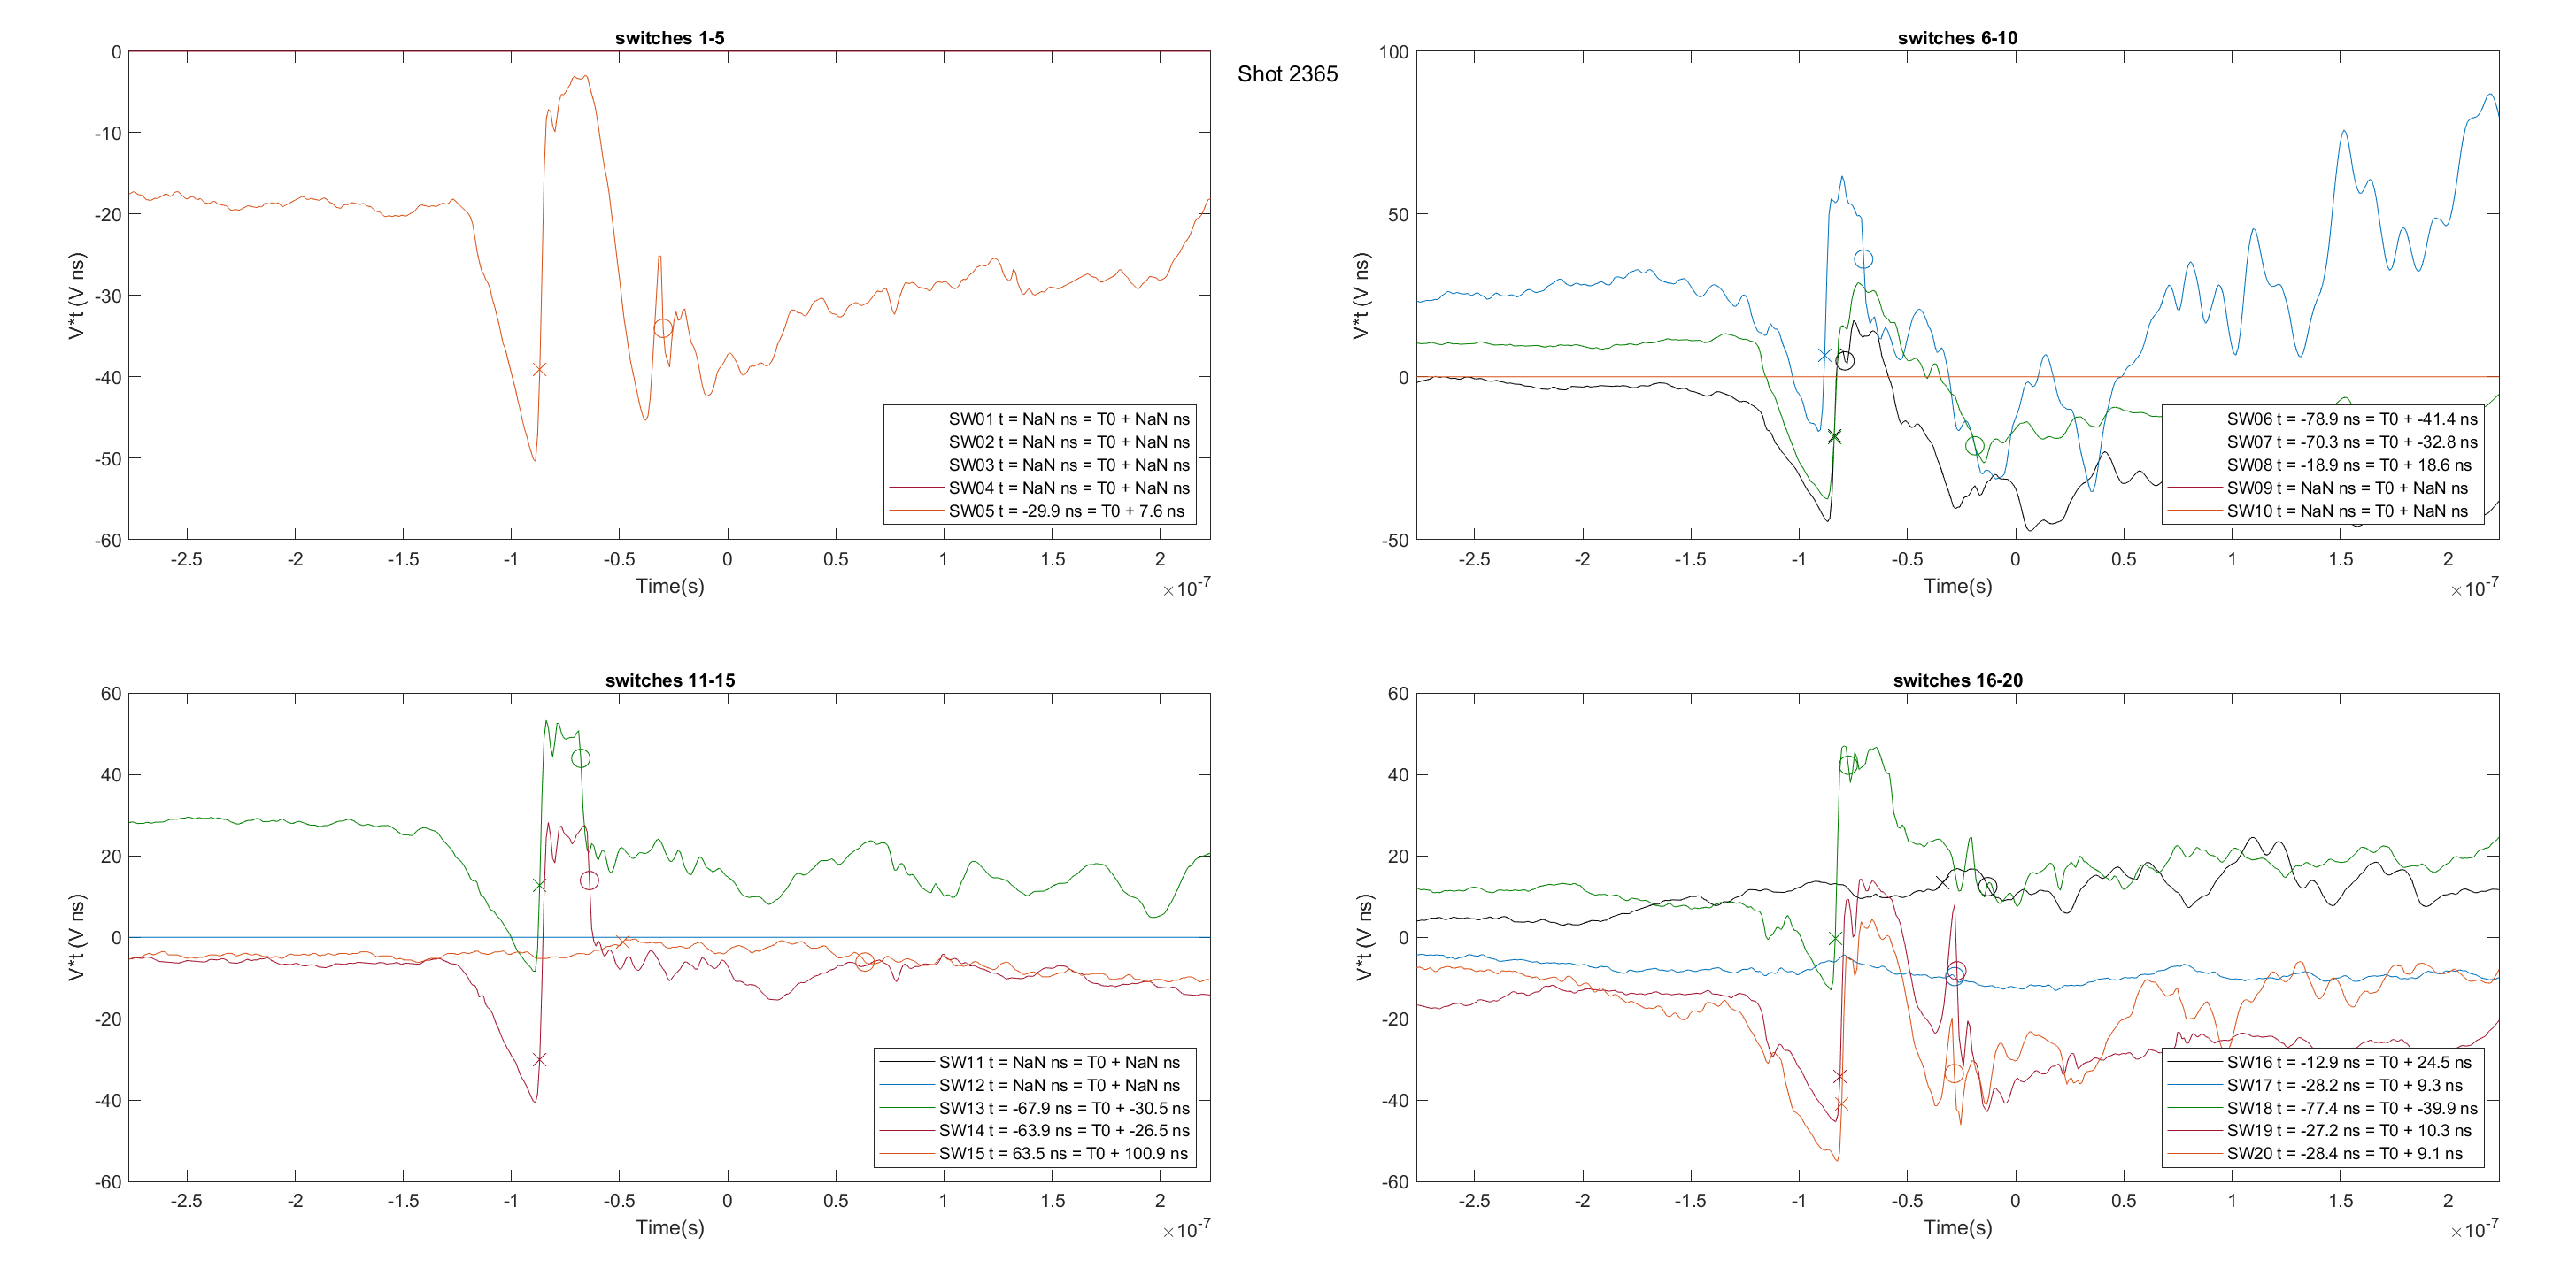 Shot 2365
switches 1-5
0
-10
-20
-30
-40
-50
-60
V*t (V ns)
-2.5 -2 -1.5 -1 -0.5 0 0.5 1 1.5 2
Time(s)
×10-7
SW01 t = NaN ns = T0 + NaN ns
SW02 t = NaN ns = T0 + NaN ns
SW03 t = NaN ns = T0 + NaN ns
SW04 t = NaN ns = T0 + NaN ns
SW05 t = -29.9 ns = T0 + 7.6 ns
switches 6-10
100
50
0
-50
V*t (V ns)
-2.5 -2 -1.5 -1 -0.5 0 0.5 1 1.5 2
Time(s)
×10-7
SW06 t = -78.9 ns = T0 + -41.4 ns
SW07 t = -70.3 ns = T0 + -32.8 ns
SW08 t = -18.9 ns = T0 + 18.6 ns
SW09 t = NaN ns = T0 + NaN ns
SW10 t = NaN ns = T0 + NaN ns
switches 11-15
60
40
20
0
-20
-40
-60
V*t (V ns)
-2.5 -2 -1.5 -1 -0.5 0 0.5 1 1.5 2
Time(s)
×10-7
SW11 t = NaN ns = T0 + NaN ns
SW12 t = NaN ns = T0 + NaN ns
SW13 t = -67.9 ns = T0 + -30.5 ns
SW14 t = -63.9 ns = T0 + -26.5 ns
SW15 t = 63.5 ns = T0 + 100.9 ns
switches 16-20
60
40
20
0
-20
-40
-60
V*t (V ns)
-2.5 -2 -1.5 -1 -0.5 0 0.5 1 1.5 2
Time(s)
×10-7
SW16 t = -12.9 ns = T0 + 24.5 ns
SW17 t = -28.2 ns = T0 + 9.3 ns
SW18 t = -77.4 ns = T0 + -39.9 ns
SW19 t = -27.2 ns = T0 + 10.3 ns
SW20 t = -28.4 ns = T0 + 9.1 ns